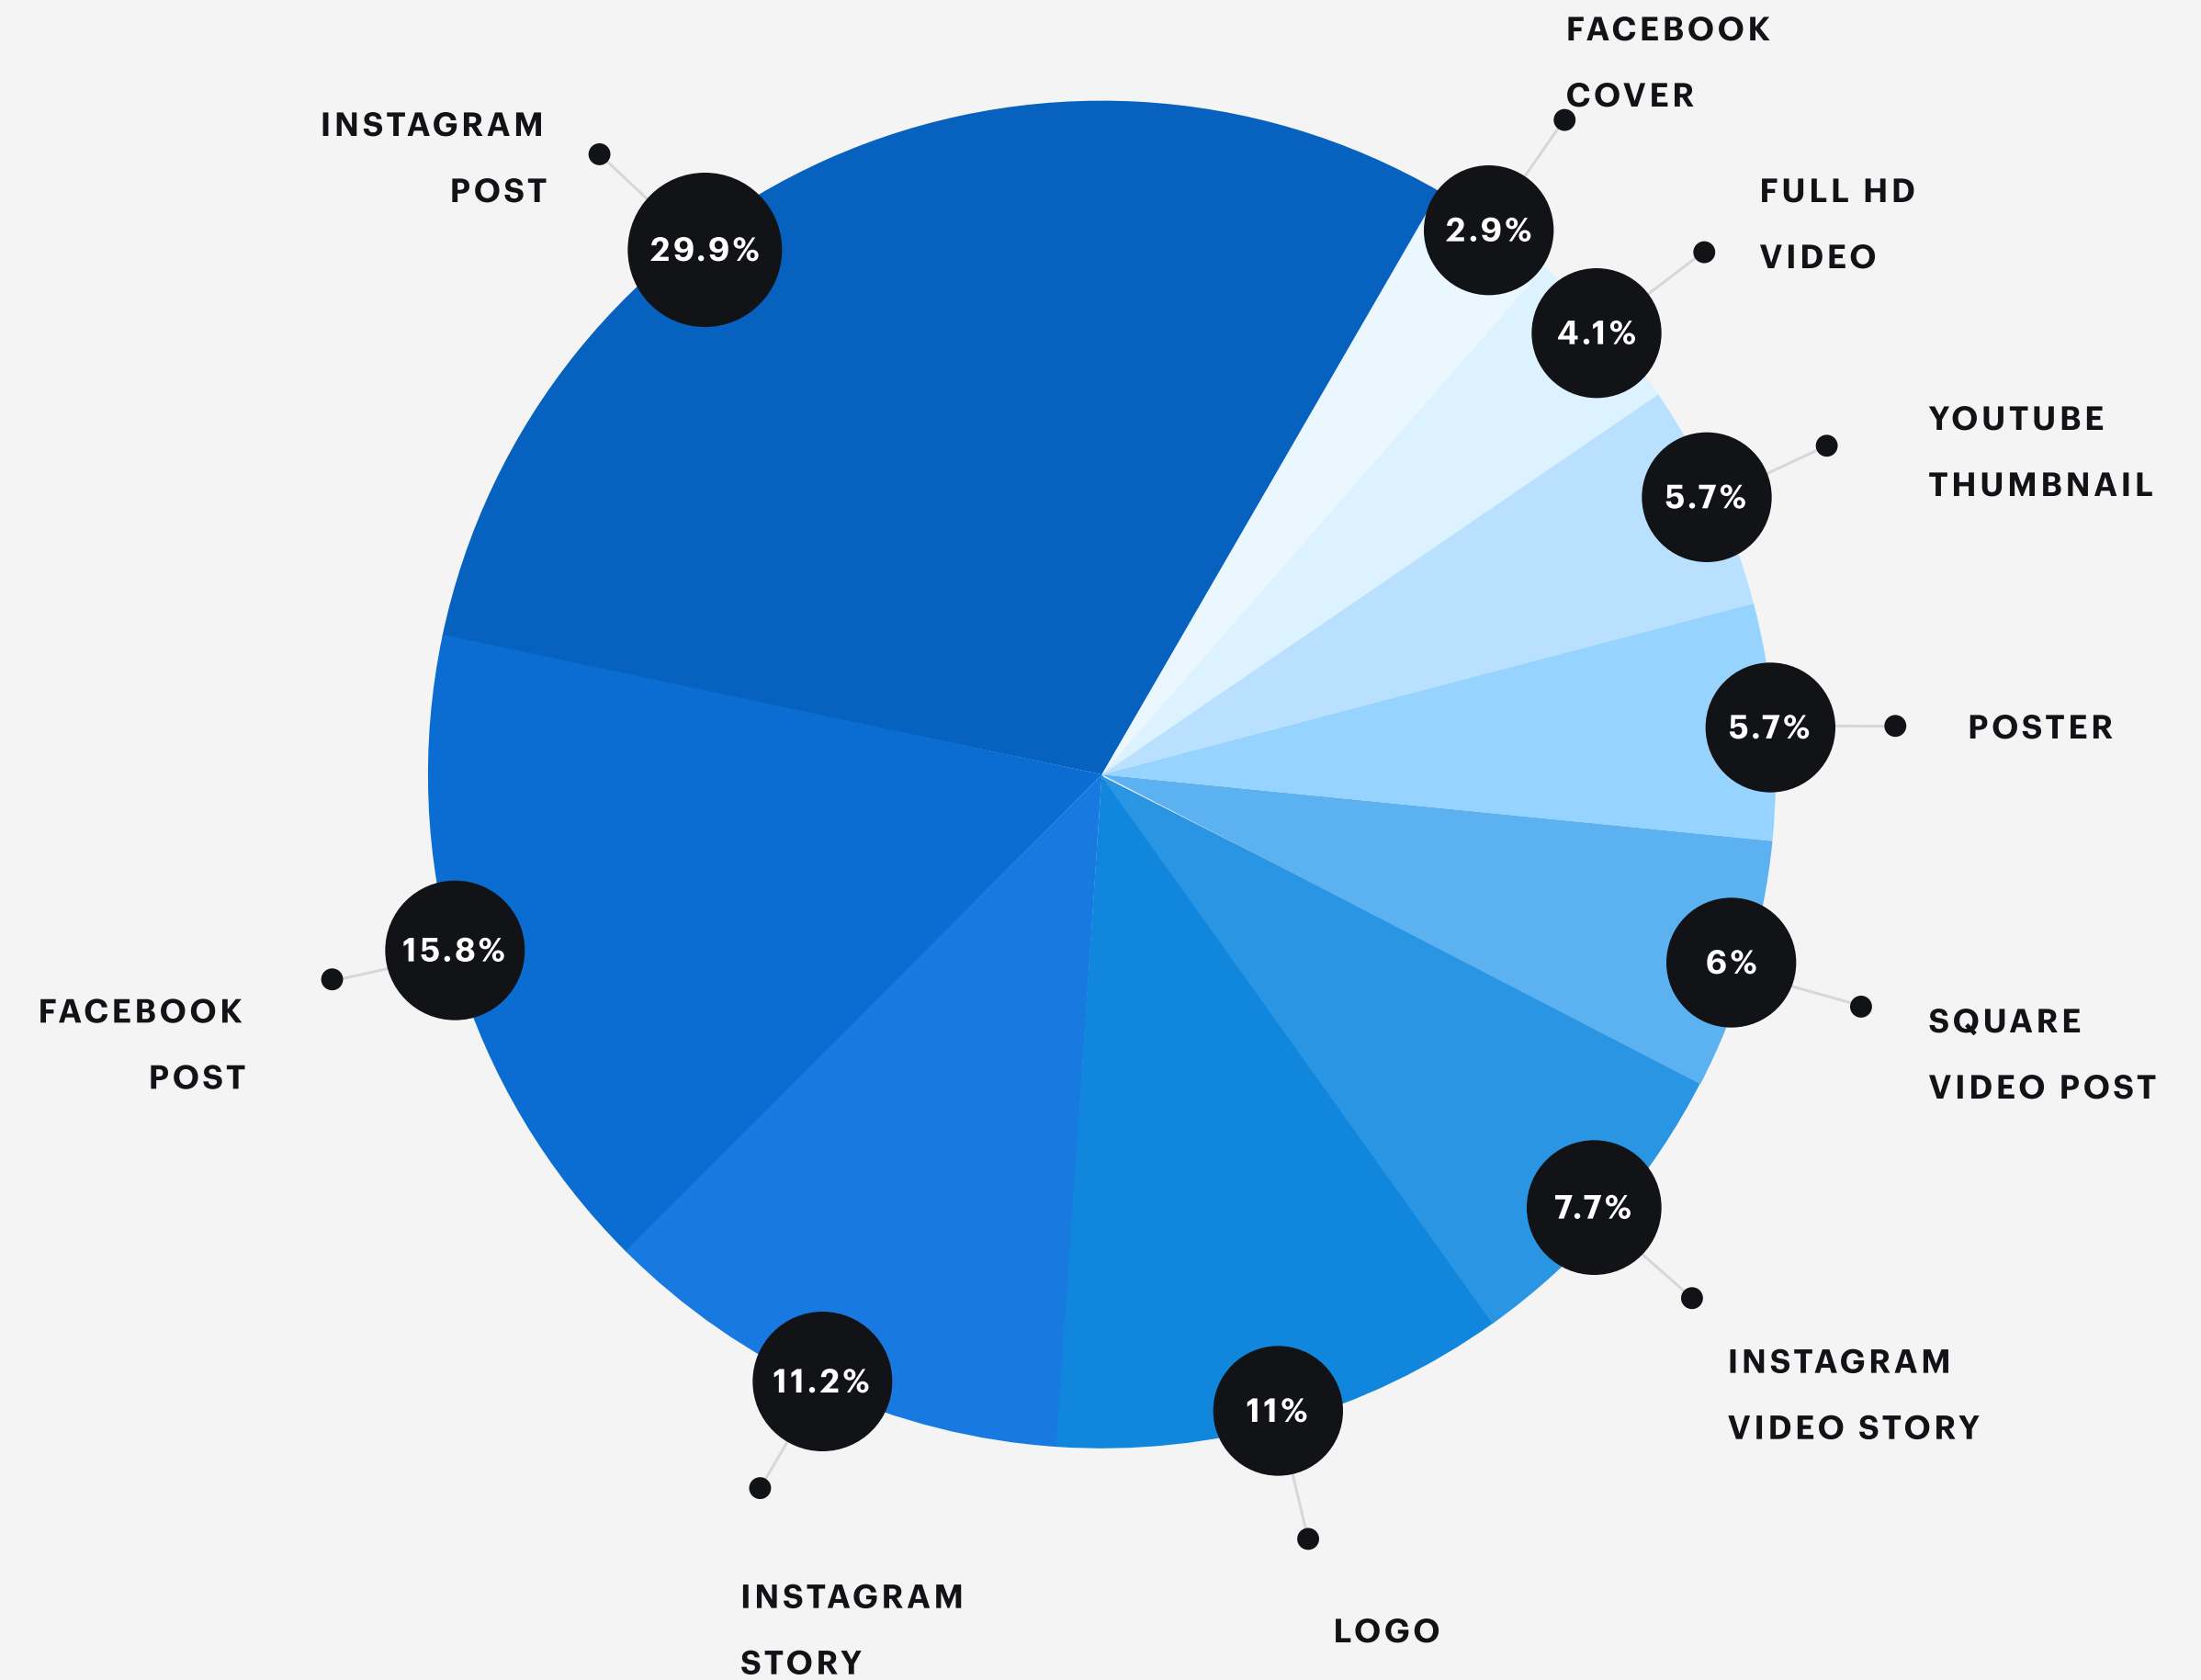 FACEBOOK
COVER
2.9%
FULL HD
VIDEO
4.1%
YOUTUBE
THUMBNAIL
5.7%
POSTER
5.7%
SQUARE
VIDEO POST
6%
INSTAGRAM
VIDEO STORY
7.7%
LOGO
11%
INSTAGRAM
STORY
11.2%
FACEBOOK
POST
15.8%
INSTAGRAM
POST
29.9%